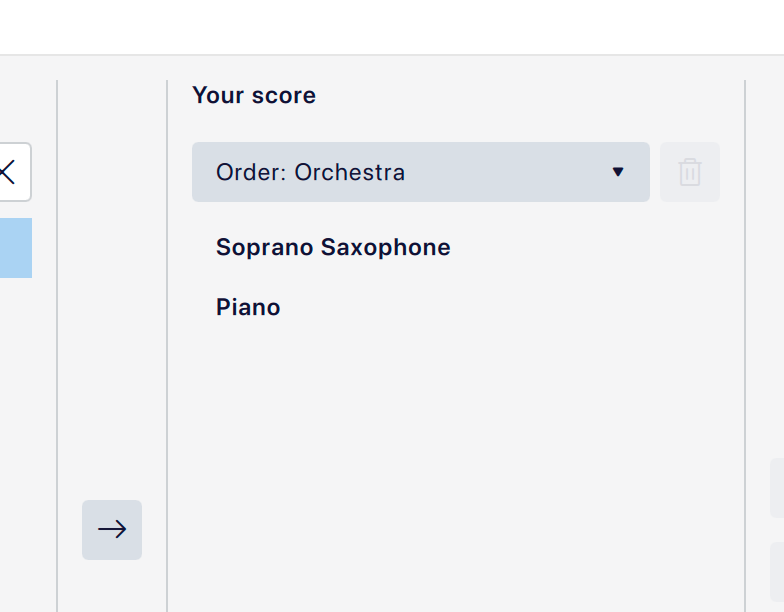 Your score
Order: Orchestra
Soprano Saxophone
Piano